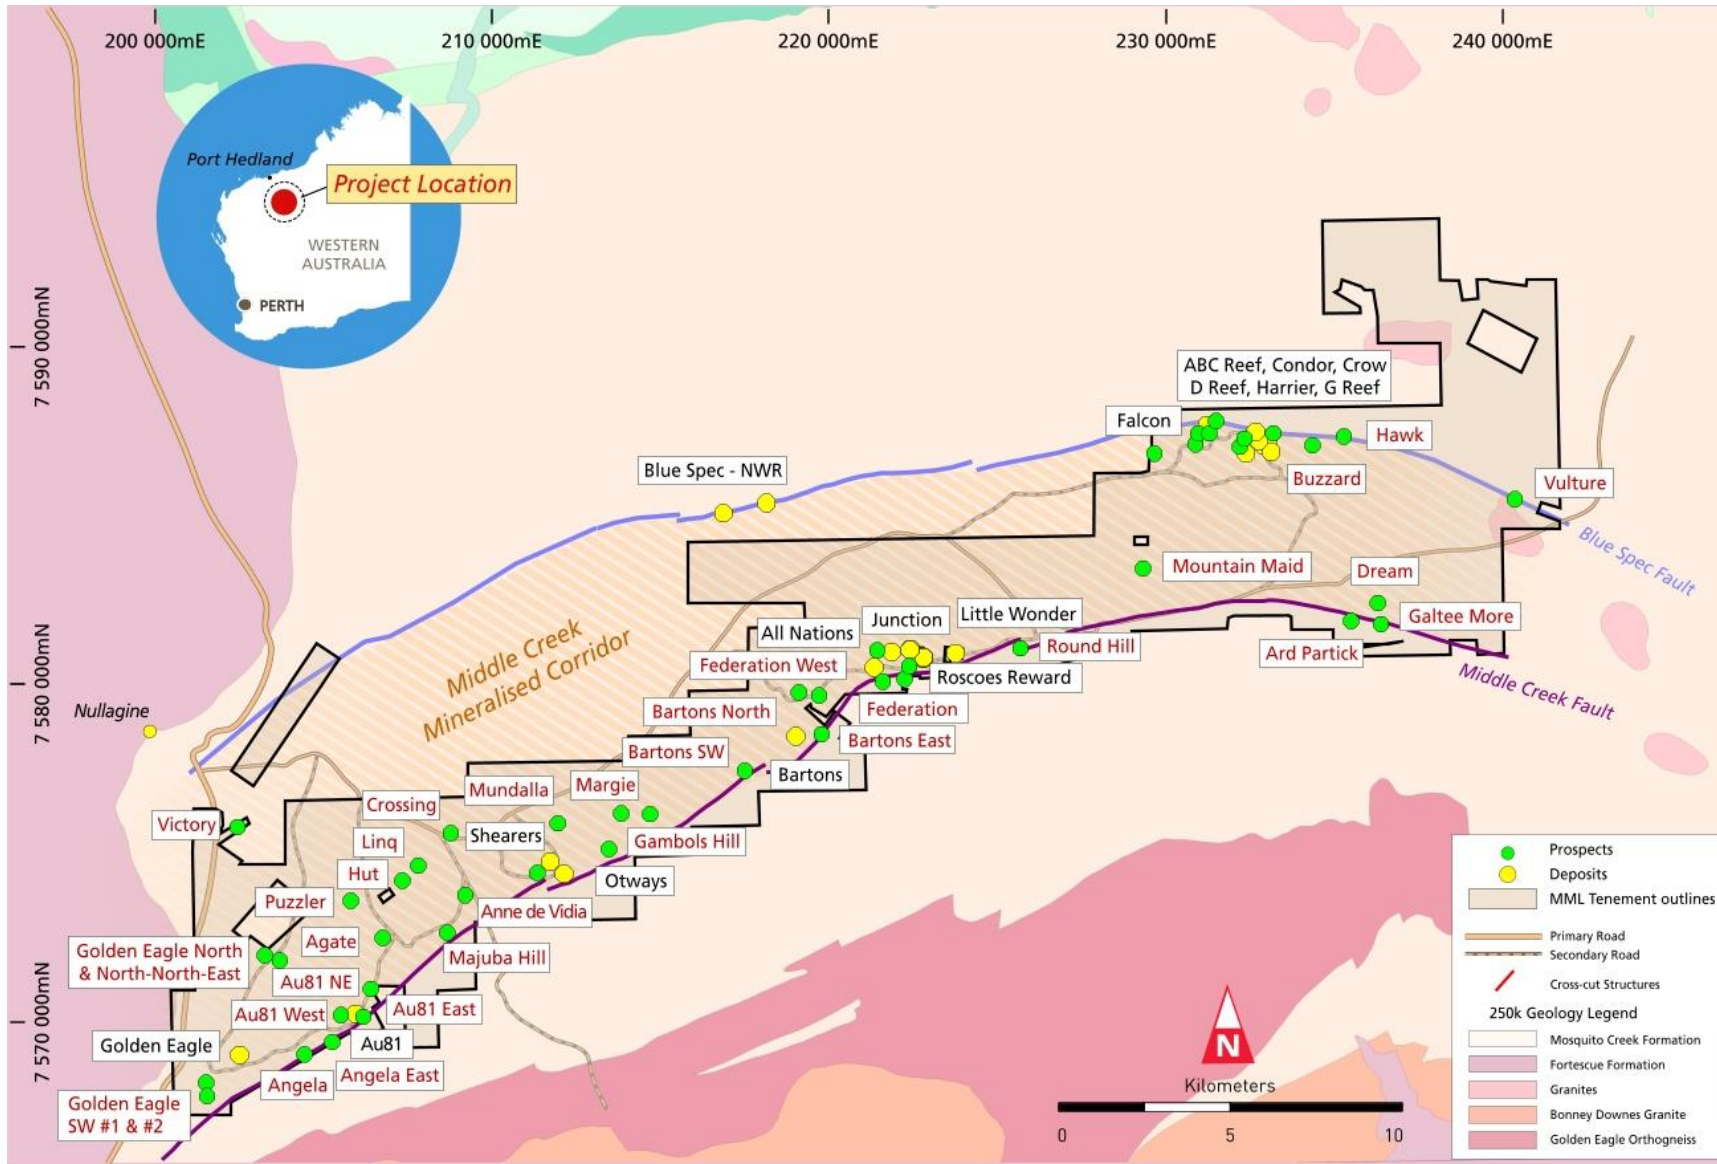 200 000mE
210 000mE
220 000mE
230 000mE
240 000mE
7 590 000mN
7 580 000mN
7 570 000mN
Port Hedland
Project Location
WESTERN
AUSTRALIA
PERTH
ABC Reef, Condor, Crow
D Reef, Harrier, G Reef
Falcon
Hawk
Blue Spec - NWR
Buzzard
Vulture
Blue Spec Fault
Mountain Maid
Dream
Middle Creek
Mineralised Corridor
Little Wonder
Junction
All Nations
Galtee More
Round Hill
Ard Partick
Federation West
Roscoes Reward
Middle Creek Fault
Nullagine
Bartons North
Federation
Bartons East
Bartons SW
Bartons
Mundalla
Margie
Crossing
Victory
Shearers
Linq
Gambols Hill
Hut
Otways
Puzzler
Anne de Vidia
Agate
Golden Eagle North
& North-North-East
Majuba Hill
Au81 NE
Au81 East
Au81 West
Golden Eagle
Au81
Angela East
Angela
Golden Eagle
SW #1 & #2
N
Kilometers
0
5
10
Prospects
Deposits
MML Tenement outlines
Primary Road
Secondary Road
Cross-cut Structures
250k Geology Legend
Mosquito Creek Formation
Fortescue Formation
Granites
Bonney Downes Granite
Golden Eagle Orthogneiss